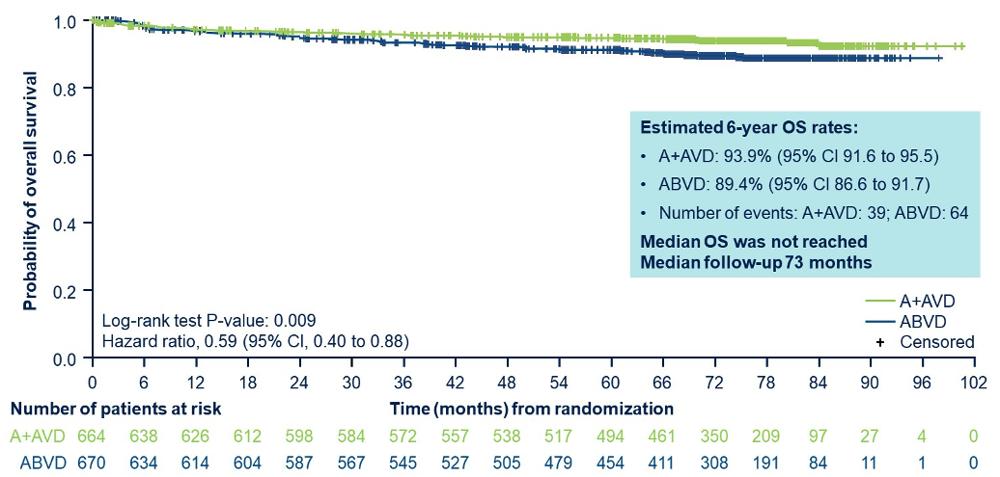 1.0
0.8
0.6
0.4
0.2
0.0
Probability of overall survival
Estimated 6-year OS rates:
• A+AVD: 93.9% (95% CI 91.6 to 95.5)
• ABVD: 89.4% (95% CI 86.6 to 91.7)
• Number of events: A+AVD: 39; ABVD: 64
Median OS was not reached
Median follow-up 73 months
A+AVD
ABVD
+ Censored
Log-rank test P-value: 0.009
Hazard ratio, 0.59 (95% CI, 0.40 to 0.88)
0 6 12 18 24 30 36 42 48 54 60 66 72 78 84 90 96 102
Number of patients at risk Time (months) from randomization
A+AVD 664 638 626 612 598 584 572 557 538 517 494 461 350 209 97 27 4 0
ABVD 670 634 614 604 587 567 545 527 505 479 454 411 308 191 84 11 1 0